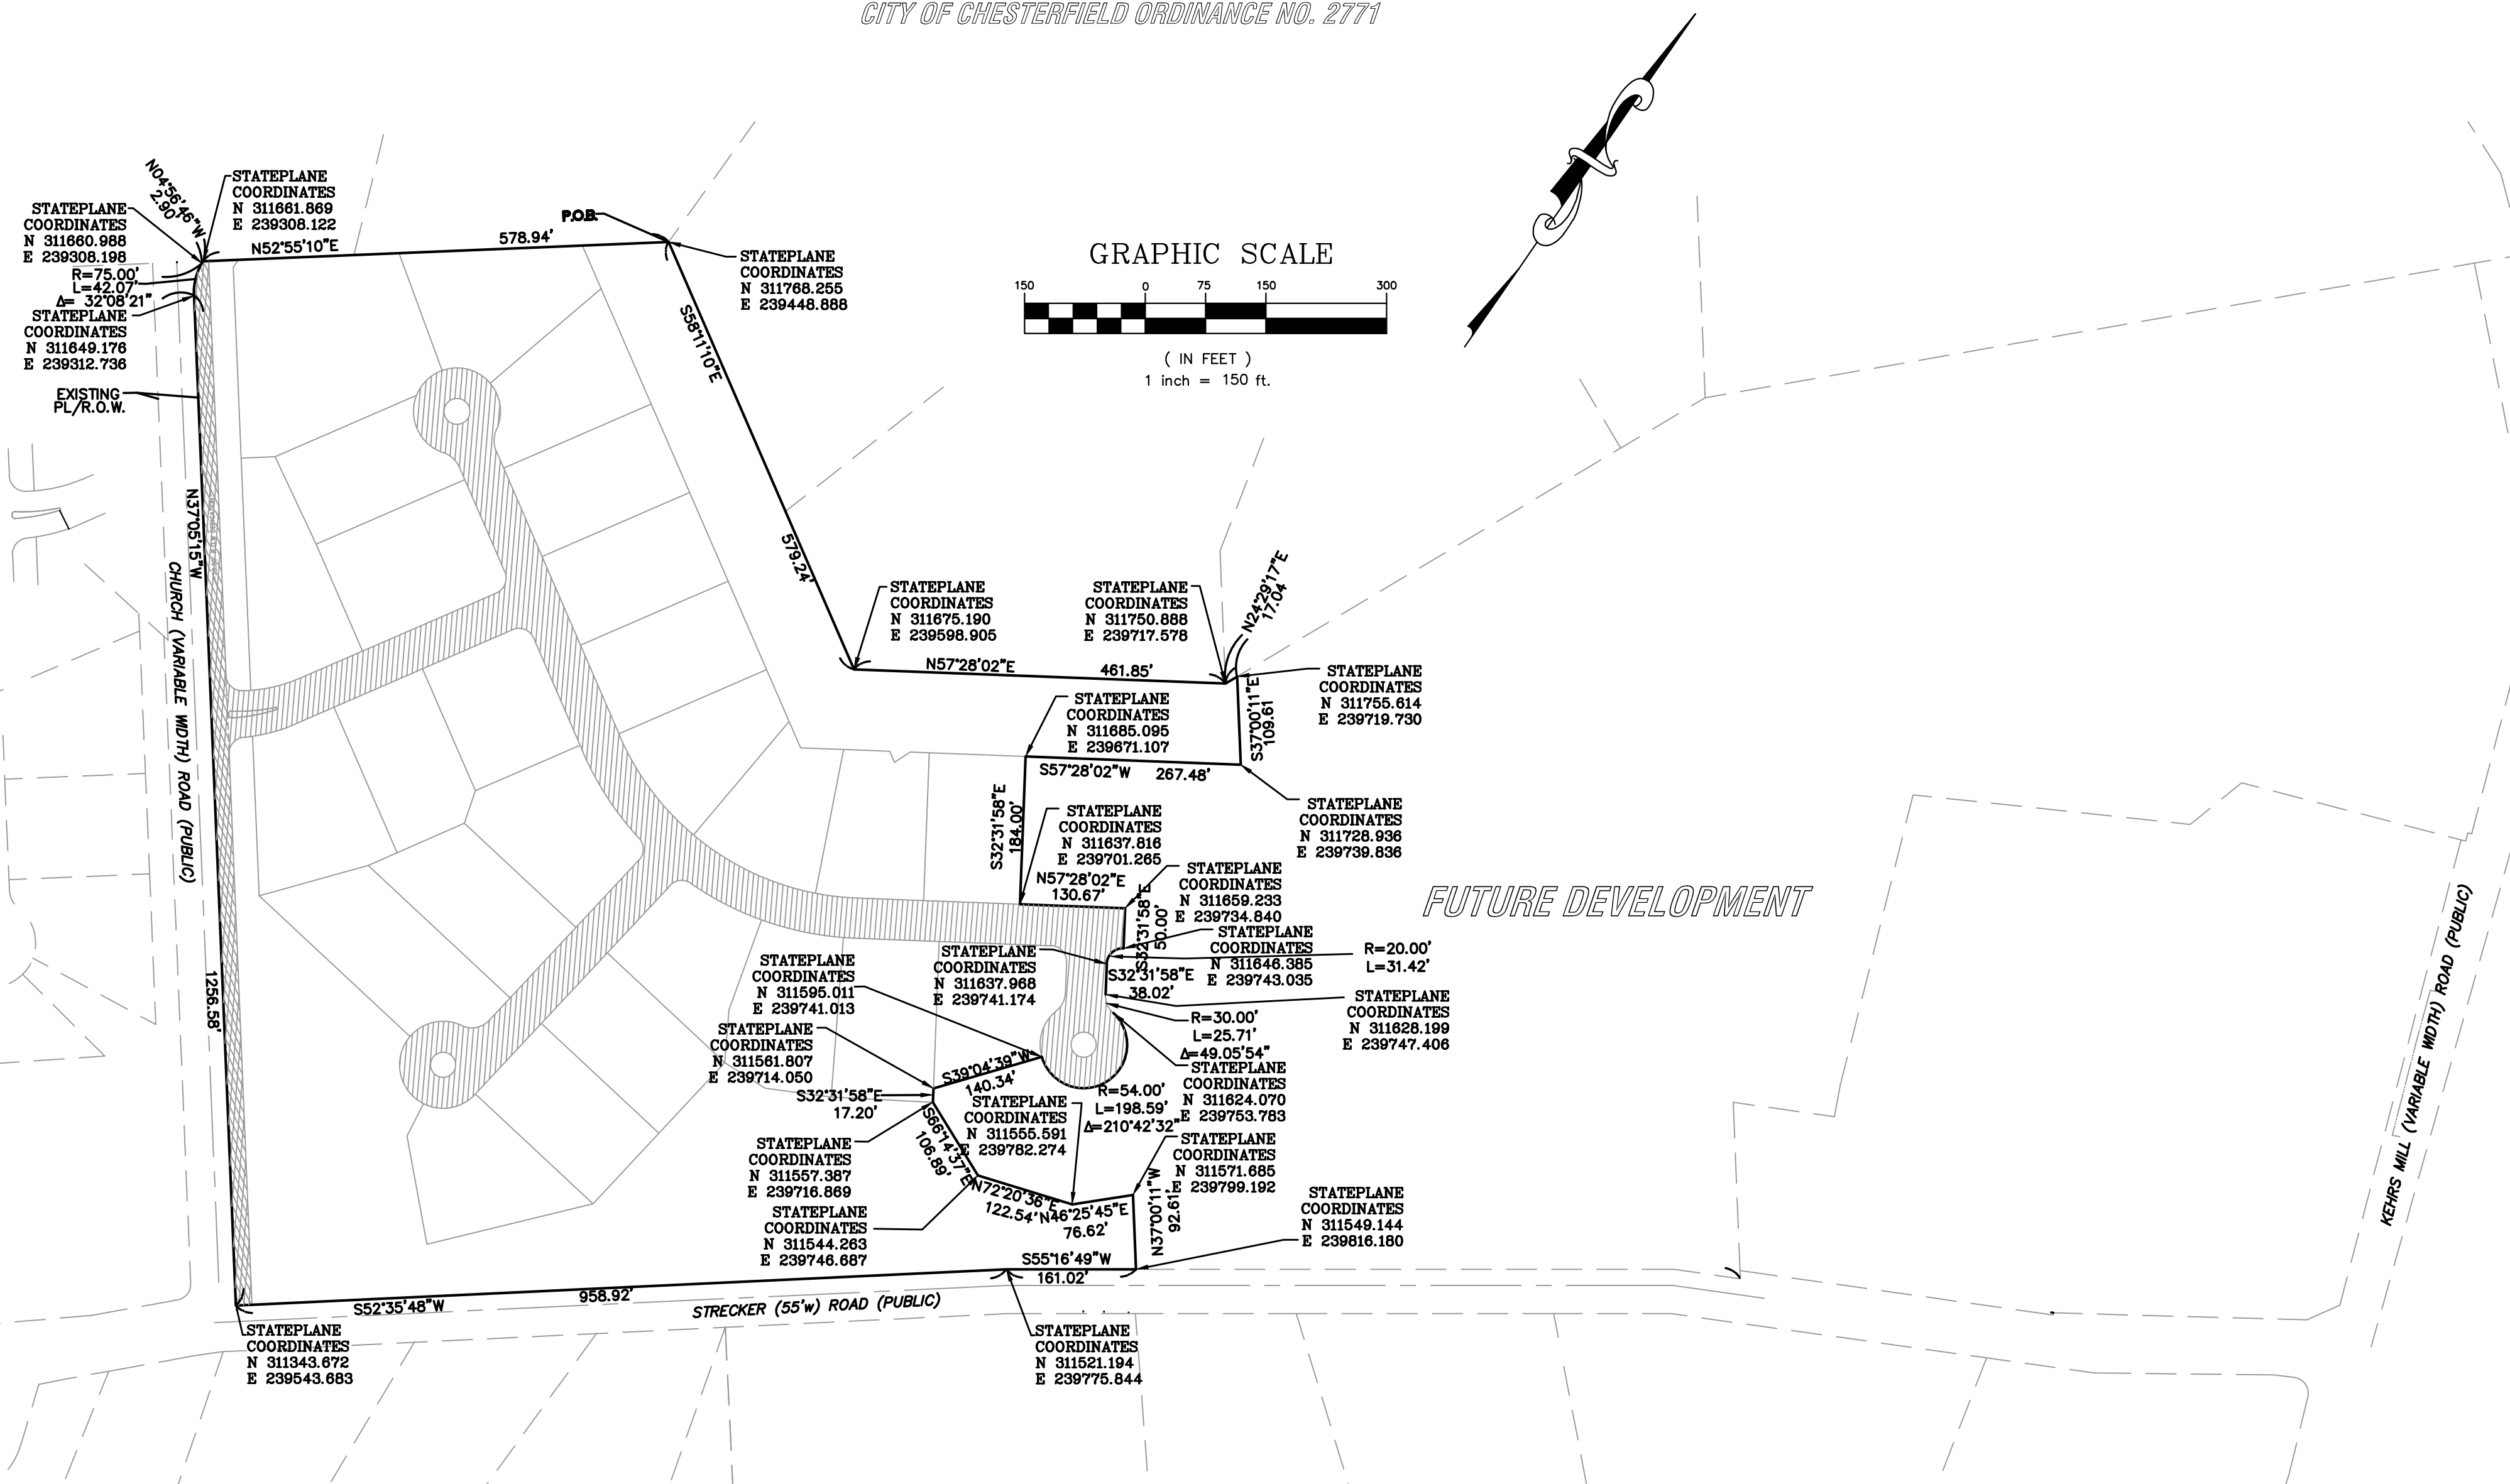 CITY OF CHESTERFIELD ORDINANCE NO. 2771
N04°56'46"W
2.90'
STATEPLANE
COORDINATES
N 311661.869
E 239308.122
STATEPLANE
COORDINATES
N 311660.988
E 239308.198
R=75.00'
L=42.07'
Δ= 32°08'21"
STATEPLANE
COORDINATES
N 311649.176
E 239312.736
EXISTING
PL/R.O.W.
N52°55'10"E
578.94'
P.O.B.
STATEPLANE
COORDINATES
N 311768.255
E 239448.888
GRAPHIC SCALE
150 0 75 150 300
( IN FEET )
1 inch = 150 ft.
S58°11'10"E
579.24'
N37°05'15"W
1256.58'
CHURCH (VARIABLE WIDTH) ROAD (PUBLIC)
STATEPLANE
COORDINATES
N 311675.190
E 239598.905
STATEPLANE
COORDINATES
N 311750.888
E 239717.578
N24°29'17"E
17.04
N57°28'02"E
461.85'
STATEPLANE
COORDINATES
N 311755.614
E 239719.730
S37°00'11"E
109.61
STATEPLANE
COORDINATES
N 311685.095
E 239671.107
S57°28'02"W
267.48'
STATEPLANE
COORDINATES
N 311728.936
E 239739.836
S32°31'58"E
184.00'
STATEPLANE
COORDINATES
N 311637.816
E 239701.265
N57°28'02"E
130.67'
STATEPLANE
COORDINATES
N 311659.233
E 239734.840
S32°31'58"E
50.00'
FUTURE DEVELOPMENT
STATEPLANE
COORDINATES
N 311646.385
E 239743.035
R=20.00'
L=31.42'
STATEPLANE
COORDINATES
N 311637.968
E 239741.174
S32°31'58"E
38.02'
STATEPLANE
COORDINATES
N 311595.011
E 239741.013
STATEPLANE
COORDINATES
N 311628.199
E 239747.406
R=30.00'
L=25.71'
Δ=49.05'54"
STATEPLANE
COORDINATES
N 311624.070
E 239753.783
STATEPLANE
COORDINATES
N 311561.807
E 239714.050
S39°04'39"W
140.34'
S32°31'58"E
17.20'
R=54.00'
L=198.59'
Δ=210°42'32"
STATEPLANE
COORDINATES
N 311555.591
E 239782.274
S66°14'37"E
106.89'
STATEPLANE
COORDINATES
N 311557.387
E 239716.869
STATEPLANE
COORDINATES
N 311571.685
E 239799.192
N72°20'36"E
122.54'
N46°25'45"E
76.62'
N37°00'11"W
92.61'
STATEPLANE
COORDINATES
N 311544.263
E 239746.687
STATEPLANE
COORDINATES
N 311549.144
E 239816.180
S55°16'49"W
161.02'
S52°35'48"W
958.92'
STRECKER (55'w) ROAD (PUBLIC)
KEHRS MILL (VARIABLE WIDTH) ROAD (PUBLIC)
STATEPLANE
COORDINATES
N 311343.672
E 239543.683
STATEPLANE
COORDINATES
N 311521.194
E 239775.844